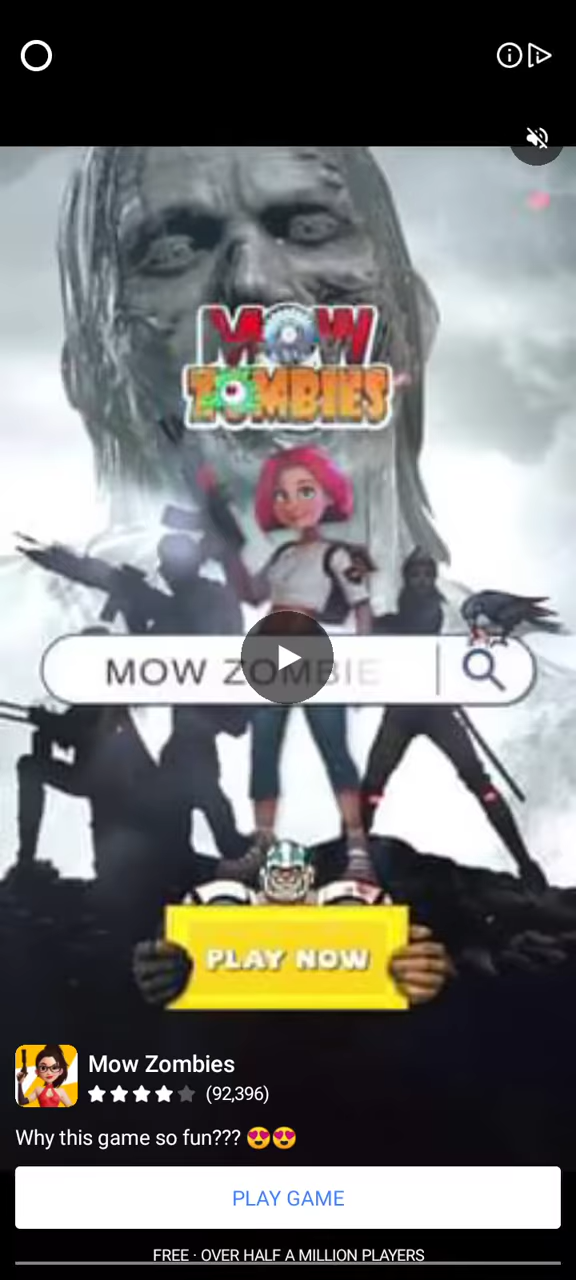 MOW
ZOMBIES
MOW ZOMBIE
PLAY NOW
Mow Zombies
(92,396)
Why this game so fun??? 😍😍
PLAY GAME
FREE · OVER HALF A MILLION PLAYERS